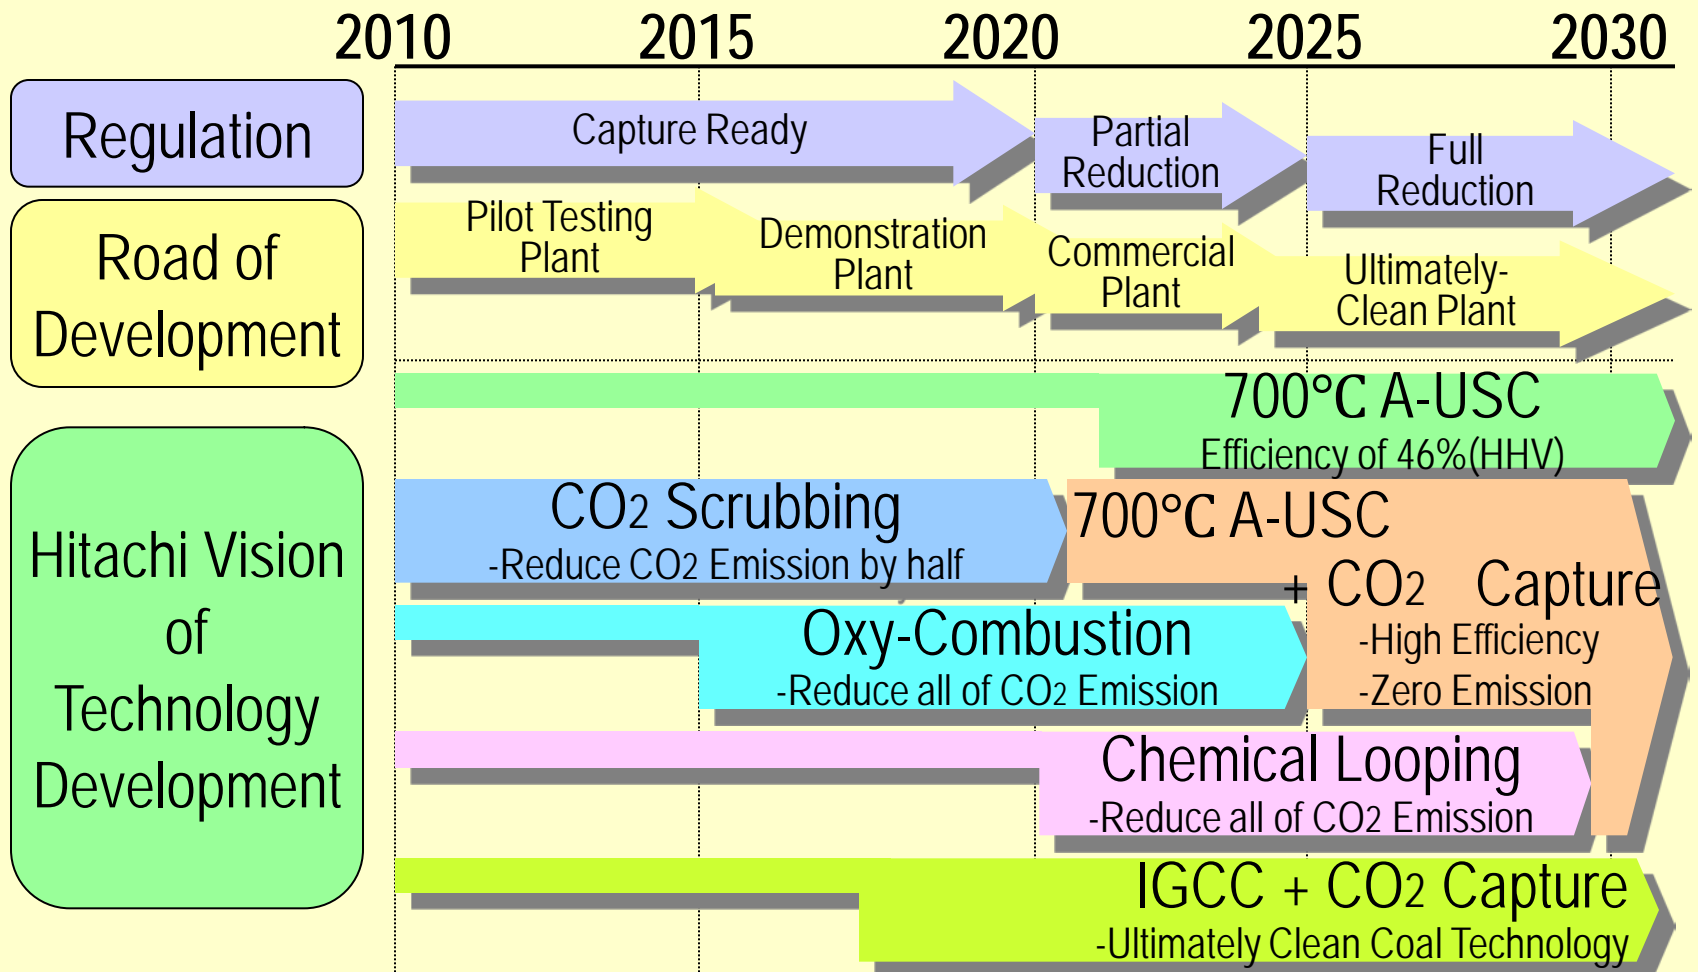 2010 2015 2020 2025 2030
Regulation
Capture Ready
Partial
Reduction
Full
Reduction
Road of
Development
Pilot Testing
Plant
Demonstration
Plant
Commercial
Plant
Ultimately-
Clean Plant
Hitachi Vision
of
Technology
Development
700°C A-USC
Efficiency of 46%(HHV)
CO2 Scrubbing
-Reduce CO2 Emission by half
700°C A-USC
+ CO2 Capture
-High Efficiency
-Zero Emission
Oxy-Combustion
-Reduce all of CO2 Emission
Chemical Looping
-Reduce all of CO2 Emission
IGCC + CO2 Capture
-Ultimately Clean Coal Technology